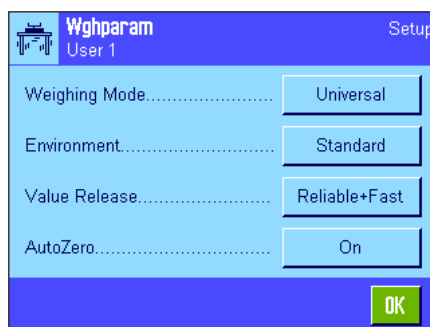 Wghparam
Setup
User 1
Weighing Mode....................... Universal
Environment........................... Standard
Value Release........................ Reliable+Fast
AutoZero............................... On
OK